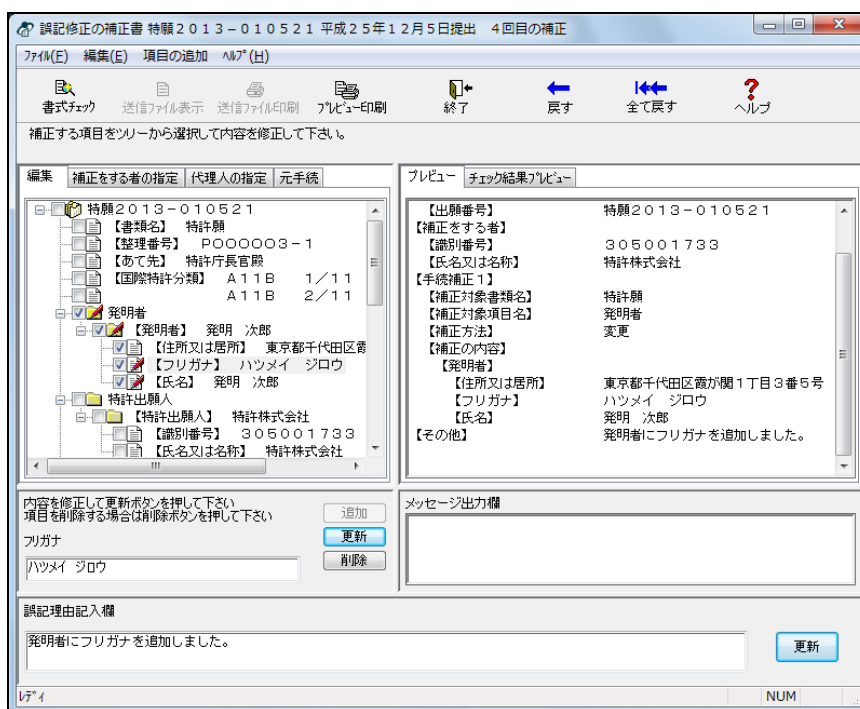 誤記修正の補正書 特願２０１３－０１０５２１ 平成２５年１２月５日提出　４回目の補正
ﾌｧｲﾙ(F)　編集(E)　項目の追加　ﾍﾙﾌﾟ(H)
書式ﾁｪｯｸ　送信ﾌｧｲﾙ表示　送信ﾌｧｲﾙ印刷　ﾌﾟﾚﾋﾞｭｰ印刷　終了　戻す　全て戻す　ヘルプ
補正する項目をツリーから選択して内容を修正して下さい。
編集　補正をする者の指定　代理人の指定　元手続
特願２０１３－０１０５２１
【書類名】　特許願
【整理番号】　Ｐ００００００３－１
【あて先】　特許庁長官殿
【国際特許分類】　Ａ１１Ｂ　　１／１１
Ａ１１Ｂ　　２／１１
発明者
【発明者】　発明　次郎
【住所又は居所】　東京都千代田区霞
【フリガナ】　ハツメイ　ジロウ
【氏名】　発明　次郎
特許出願人
【特許出願人】　特許株式会社
【識別番号】　３０５００１７３３
【氏名又は名称】　特許株式会社
プレビュー　チェック結果ﾌﾟﾚﾋﾞｭｰ
【出願番号】　特願２０１３－０１０５２１
【補正をする者】
【識別番号】　３０５００１７３３
【氏名又は名称】　特許株式会社
【手続補正１】
【補正対象書類名】　特許願
【補正対象項目名】　発明者
【補正方法】　変更
【補正の内容】
【発明者】
【住所又は居所】　東京都千代田区霞が関１丁目３番５号
【フリガナ】　ハツメイ　ジロウ
【氏名】　発明　次郎
【その他】　発明者にフリガナを追加しました。
内容を修正して更新ボタンを押して下さい
項目を削除する場合は削除ボタンを押して下さい
追加
フリガナ
更新
ハツメイ　ジロウ
削除
メッセージ出力欄
誤記理由記入欄
発明者にフリガナを追加しました。
更新
ﾚﾃﾞｨ　NUM